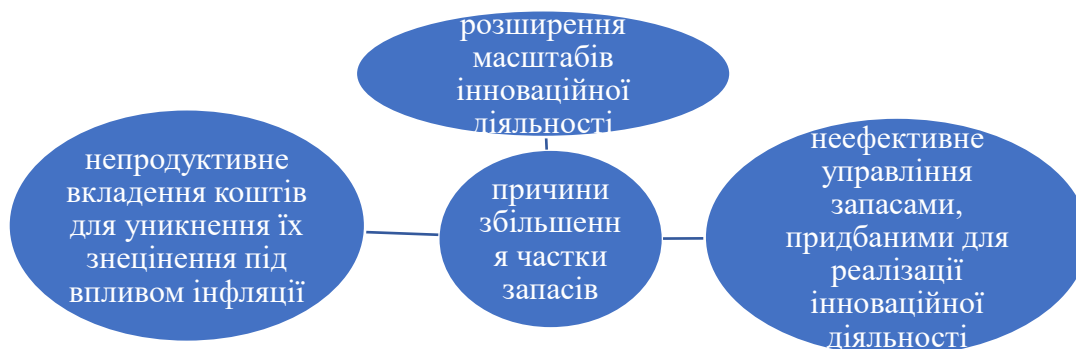 розширення
масштабів
інноваційної
діяльності
непродуктивне
вкладення коштів
для уникнення їх
знецінення під
впливом інфляції
причини
збільшенн
я частки
запасів
неефективне
управління
запасами,
придбаними для
реалізації
інноваційної
діяльності